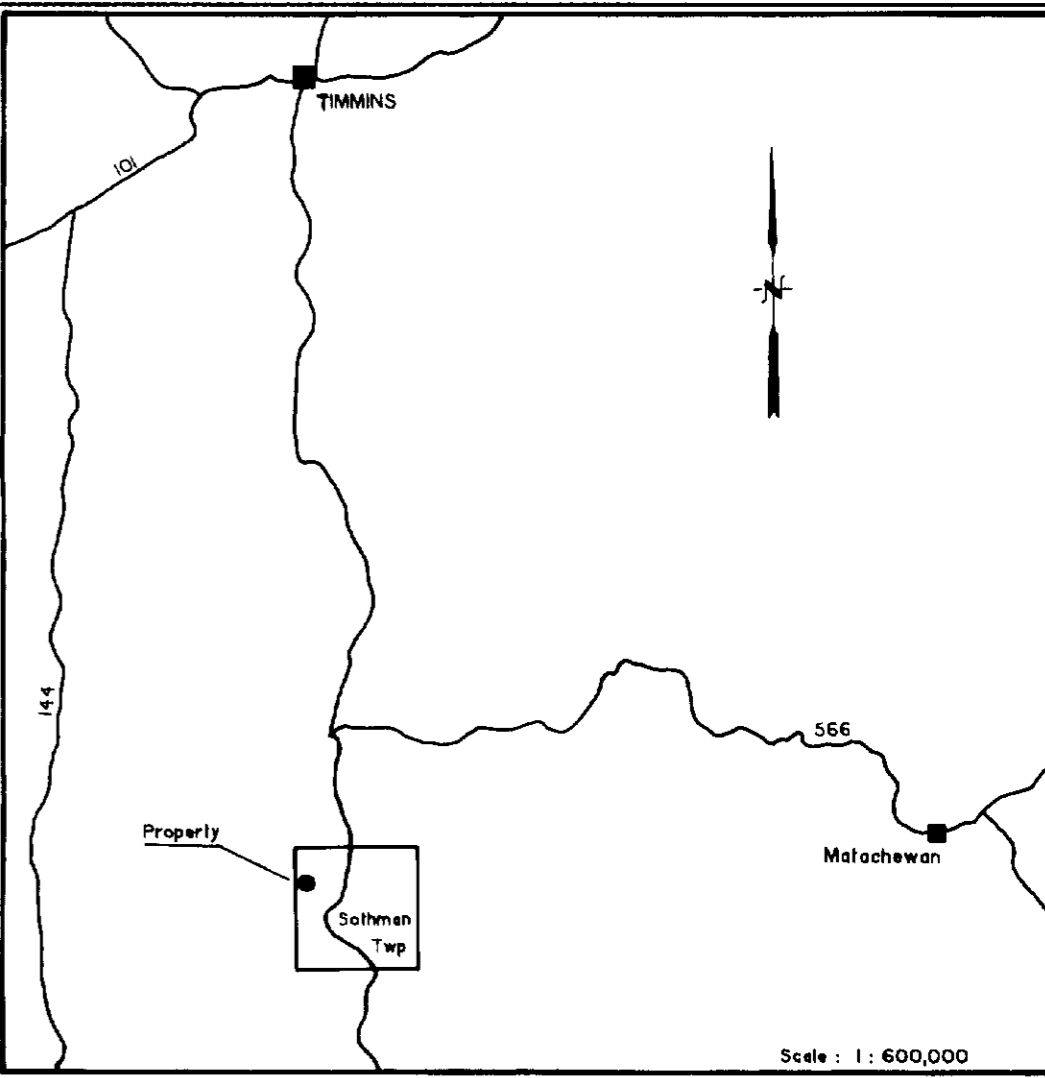 TIMMINS
101
N
144
566
Property
Matachewan
Sothman
Twp
Scale : 1 : 600,000